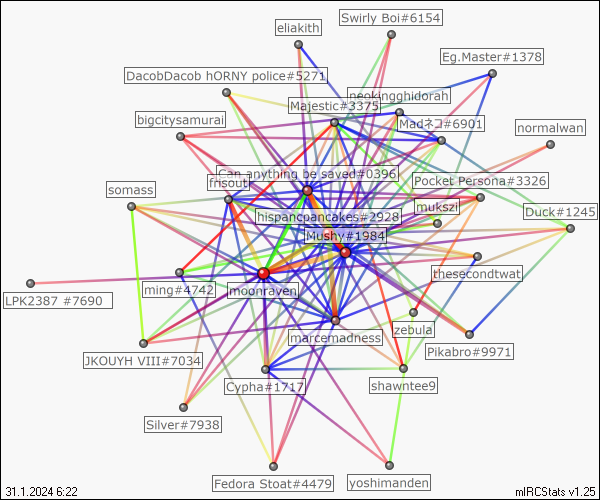 eliakith
Swirly Boi#6154
Eg.Master#1378
DacobDacob hORNY police#5271
neokingghidorah
Majestic#3375
bigcitysamurai
Madネコ#6901
normalwan
Can anything be saved#0396
frisout
Pocket Persona#3326
somass
mukszi
Duck#1245
hispancpancakes#2928
Mushy#1984
thesecondtwat
ming#4742
moonraven
LPK2387 #7690
zebula
marcemadness
Pikabro#9971
JKOUYH VIII#7034
Cypha#1717
shawntee9
Silver#7938
Fedora Stoat#4479
yoshimanden
31.1.2024 6:22
mIRCStats v1.25